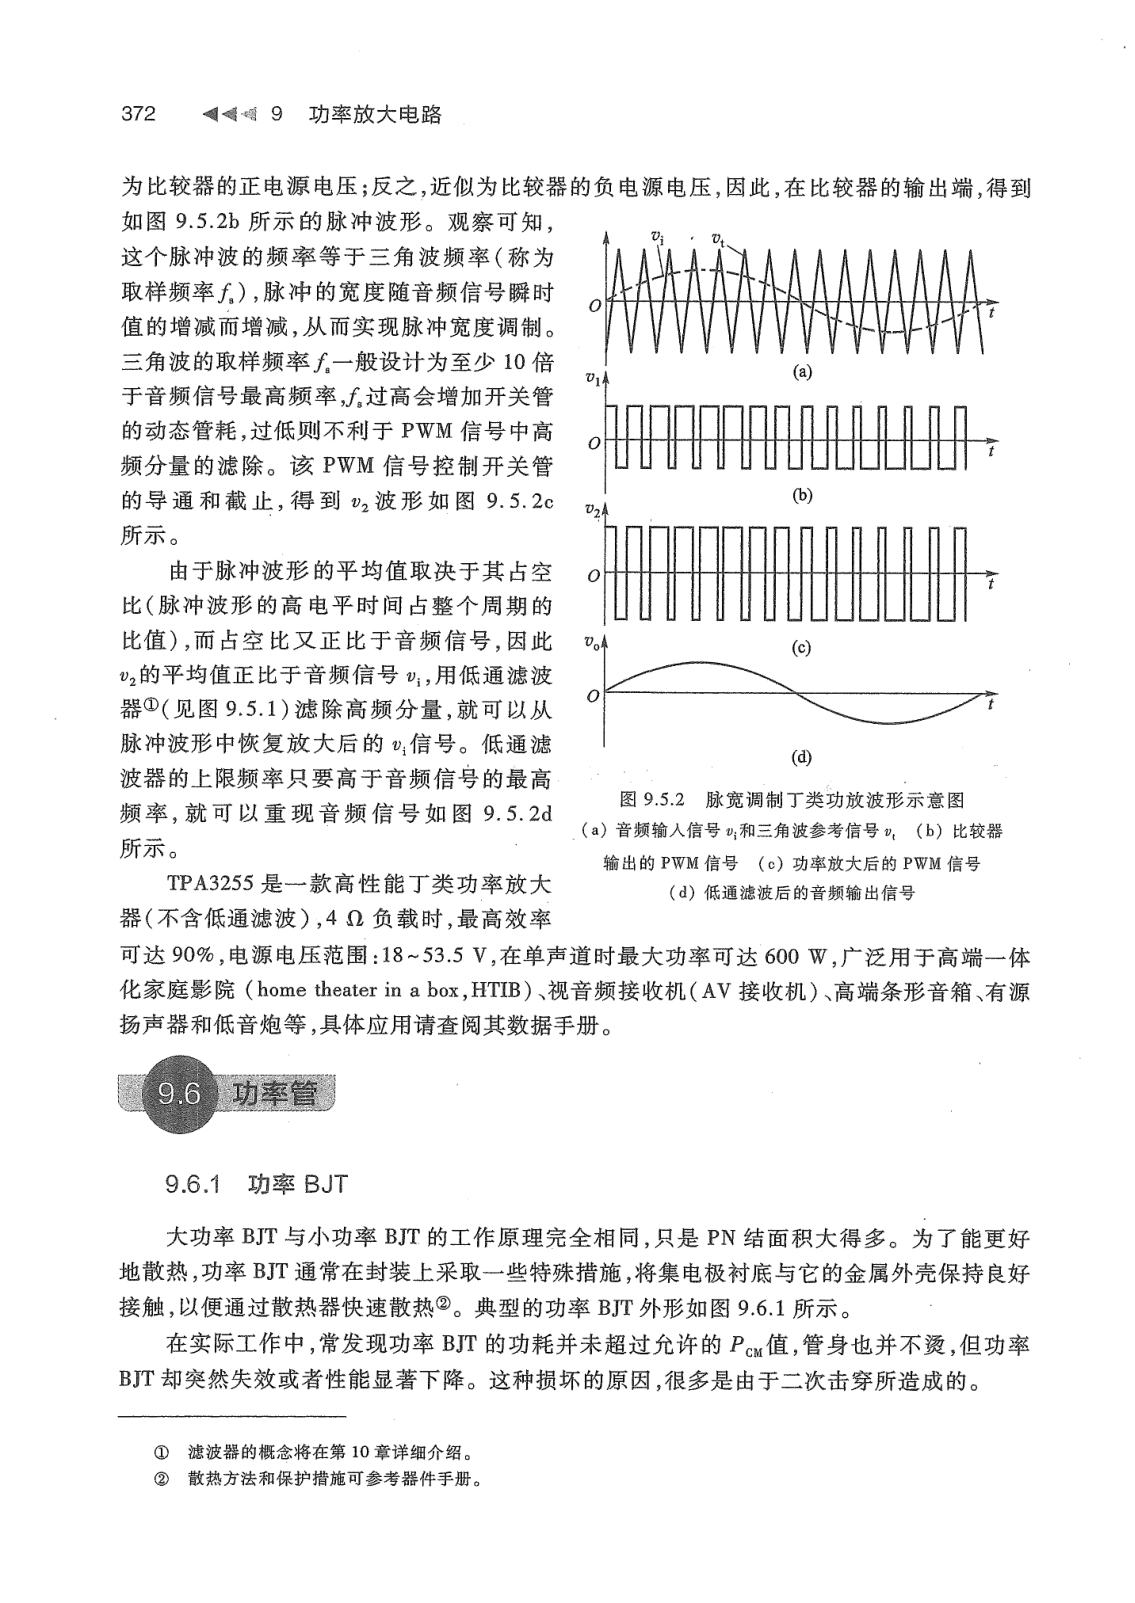 372 9 功率放大电路
为比较器的正电源电压;反之,近似为比较器的负电源电压,因此,在比较器的输出端,得到
如图 9.5.2b 所示的脉冲波形。观察可知,
这个脉冲波的频率等于三角波频率(称为
取样频率fs),脉冲的宽度随音频信号瞬时
值的增减而增减,从而实现脉冲宽度调制。
三角波的取样频率fs一般设计为至少 10 倍
于音频信号最高频率,fs过高会增加开关管
的动态管耗,过低则不利于 PWM 信号中高
频分量的滤除。该 PWM 信号控制开关管
的导通和截止,得到 v2 波形如图 9.5.2c
所示。
由于脉冲波形的平均值取决于其占空
比(脉冲波形的高电平时间占整个周期的
比值),而占空比又正比于音频信号,因此
v2的平均值正比于音频信号 vi,用低通滤波
器①(见图 9.5.1)滤除高频分量,就可以从
脉冲波形中恢复放大后的 vi信号。低通滤
波器的上限频率只要高于音频信号的最高
频率,就可以重现音频信号如图 9.5.2d
所示。
TPA3255 是一款高性能丁类功率放大
器(不含低通滤波),4 Ω 负载时,最高效率
vi vt
O t
(a)
v1
O t
(b)
v2
O t
(c)
vo
O t
(d)
图 9.5.2 脉宽调制丁类功放波形示意图
(a) 音频输入信号 vi和三角波参考信号 vt (b) 比较器
输出的 PWM 信号 (c) 功率放大后的 PWM 信号
(d) 低通滤波后的音频输出信号
可达 90%,电源电压范围:18~53.5 V,在单声道时最大功率可达 600 W,广泛用于高端一体
化家庭影院 (home theater in a box,HTIB)、视音频接收机(AV 接收机)、高端条形音箱、有源
扬声器和低音炮等,具体应用请查阅其数据手册。
9.6 功率管
9.6.1 功率 BJT
大功率 BJT 与小功率 BJT 的工作原理完全相同,只是 PN 结面积大得多。为了能更好
地散热,功率 BJT 通常在封装上采取一些特殊措施,将集电极衬底与它的金属外壳保持良好
接触,以便通过散热器快速散热②。典型的功率 BJT 外形如图 9.6.1 所示。
在实际工作中,常发现功率 BJT 的功耗并未超过允许的 PCM值,管身也并不烫,但功率
BJT 却突然失效或者性能显著下降。这种损坏的原因,很多是由于二次击穿所造成的。
① 滤波器的概念将在第 10 章详细介绍。
② 散热方法和保护措施可参考器件手册。